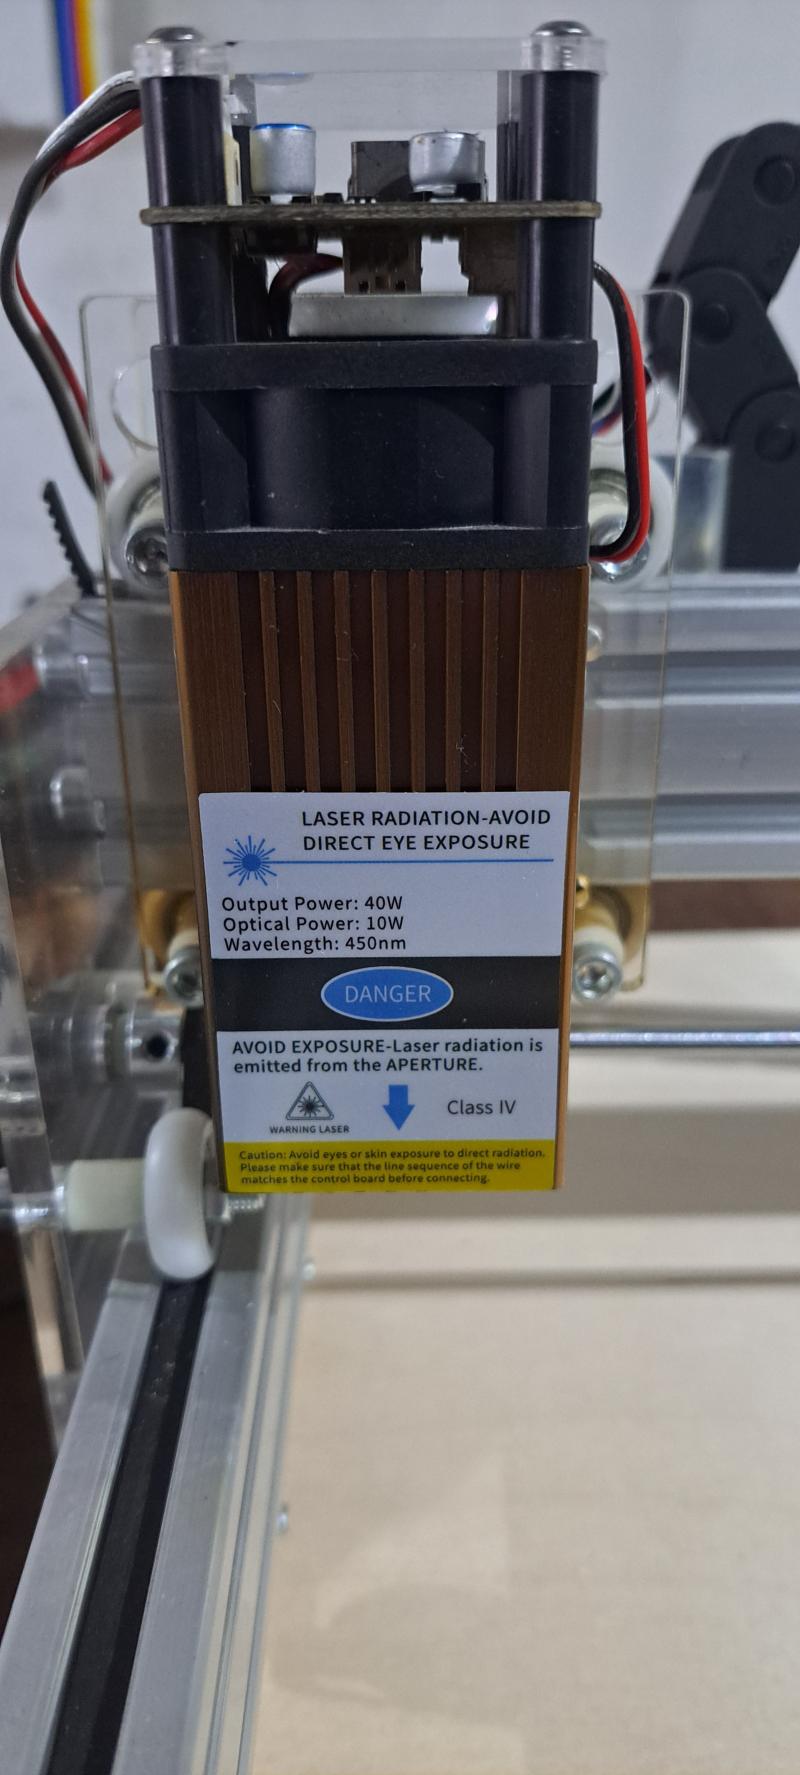 LASER RADIATION-AVOID
DIRECT EYE EXPOSURE
Output Power: 40W
Optical Power: 10W
Wavelength: 450nm
DANGER
AVOID EXPOSURE-Laser radiation is
emitted from the APERTURE.
WARNING LASER
Class IV
Caution: Avoid eyes or skin exposure to direct radiation.
Please make sure that the line sequence of the wire
matches the control board before connecting.